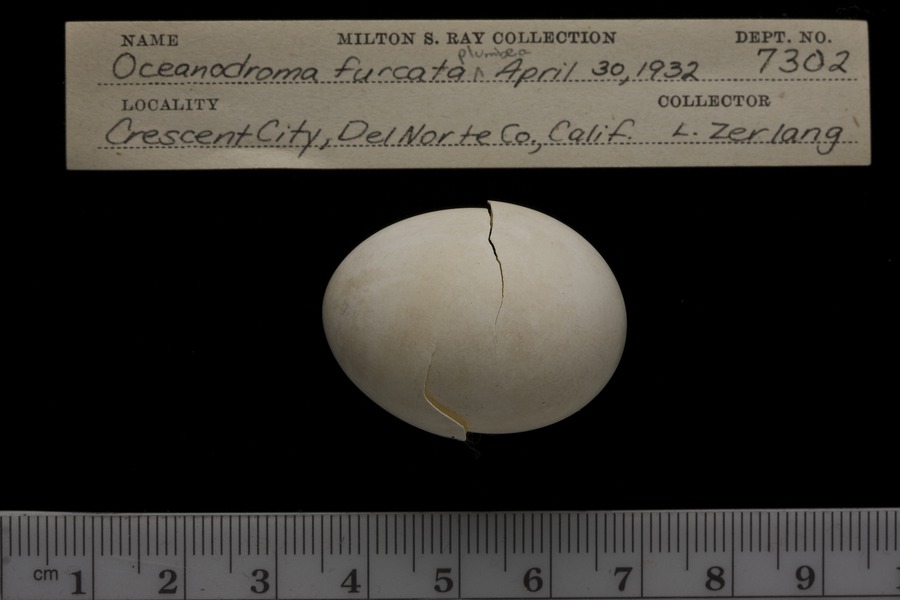 NAME MILTON S. RAY COLLECTION DEPT. NO.
plumbea
Oceanodroma furcata ^ April 30, 1932 7302
LOCALITY COLLECTOR
Crescent City, Del Norte Co., Calif. L. Zerlang
cm 1 2 3 4 5 6 7 8 9